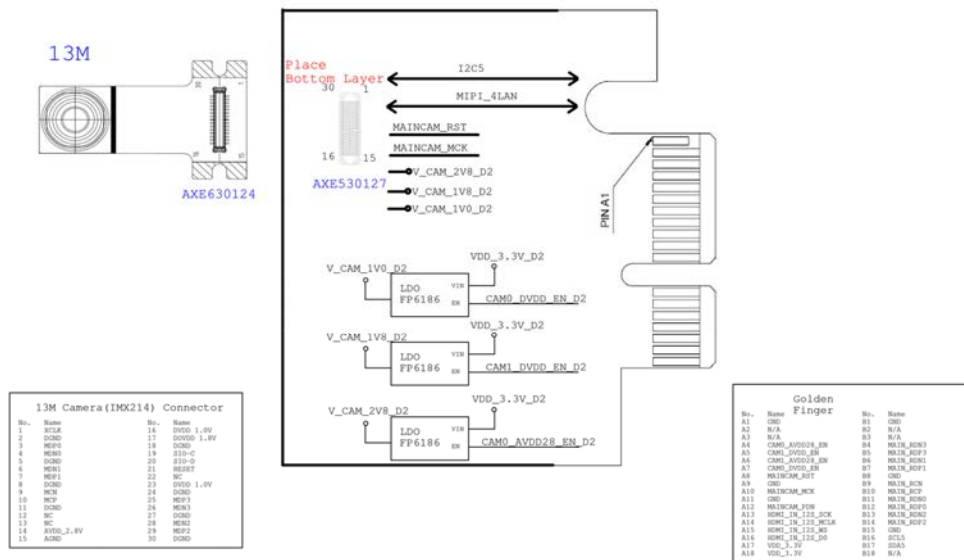 13M
30
1
16
15
AXE630124
Place
Bottom Layer
30
1
16
15
AXE530127
I2C5
MIPI_4LAN
MAINCAM_RST
MAINCAM_MCK
V_CAM_2V8_D2
V_CAM_1V8_D2
V_CAM_1V0_D2
PIN A1
VDD_3.3V_D2
V_CAM_1V0_D2
LDO
FP6186
VIN
EN
CAM0_DVDD_EN_D2
VDD_3.3V_D2
V_CAM_1V8_D2
LDO
FP6186
VIN
EN
CAM1_DVDD_EN_D2
VDD_3.3V_D2
V_CAM_2V8_D2
LDO
FP6186
VIN
EN
CAM0_AVDD28_EN_D2
13M Camera(IMX214) Connector
No. Name No. Name
1 XCLK 16 DVDD 1.0V
2 DGND 17 DOVDD 1.8V
3 MDP0 18 DGND
4 MDN0 19 SIO-C
5 DGND 20 SIO-D
6 MDN1 21 RESET
7 MDP1 22 NC
8 DGND 23 DVDD 1.0V
9 MCN 24 DGND
10 MCP 25 MDP3
11 DGND 26 MDN3
12 NC 27 DGND
13 NC 28 MDN2
14 AVDD_2.8V 29 MDP2
15 AGND 30 DGND
Golden
Finger
No. Name No. Name
A1 GND B1 GND
A2 N/A B2 N/A
A3 N/A B3 N/A
A4 CAM0_AVDD28_EN B4 MAIN_RDN3
A5 CAM1_DVDD_EN B5 MAIN_RDP3
A6 CAM1_AVDD28_EN B6 MAIN_RDN1
A7 CAM0_DVDD_EN B7 MAIN_RDP1
A8 MAINCAM_RST B8 GND
A9 GND B9 MAIN_RCN
A10 MAINCAM_MCK B10 MAIN_RCP
A11 GND B11 MAIN_RDN0
A12 MAINCAM_PDN B12 MAIN_RDP0
A13 HDMI_IN_I2S_SCK B13 MAIN_RDN2
A14 HDMI_IN_I2S_MCLK B14 MAIN_RDP2
A15 HDMI_IN_I2S_WS B15 GND
A16 HDMI_IN_I2S_D0 B16 SCL5
A17 VDD_3.3V B17 SDA5
A18 VDD_3.3V B18 N/A